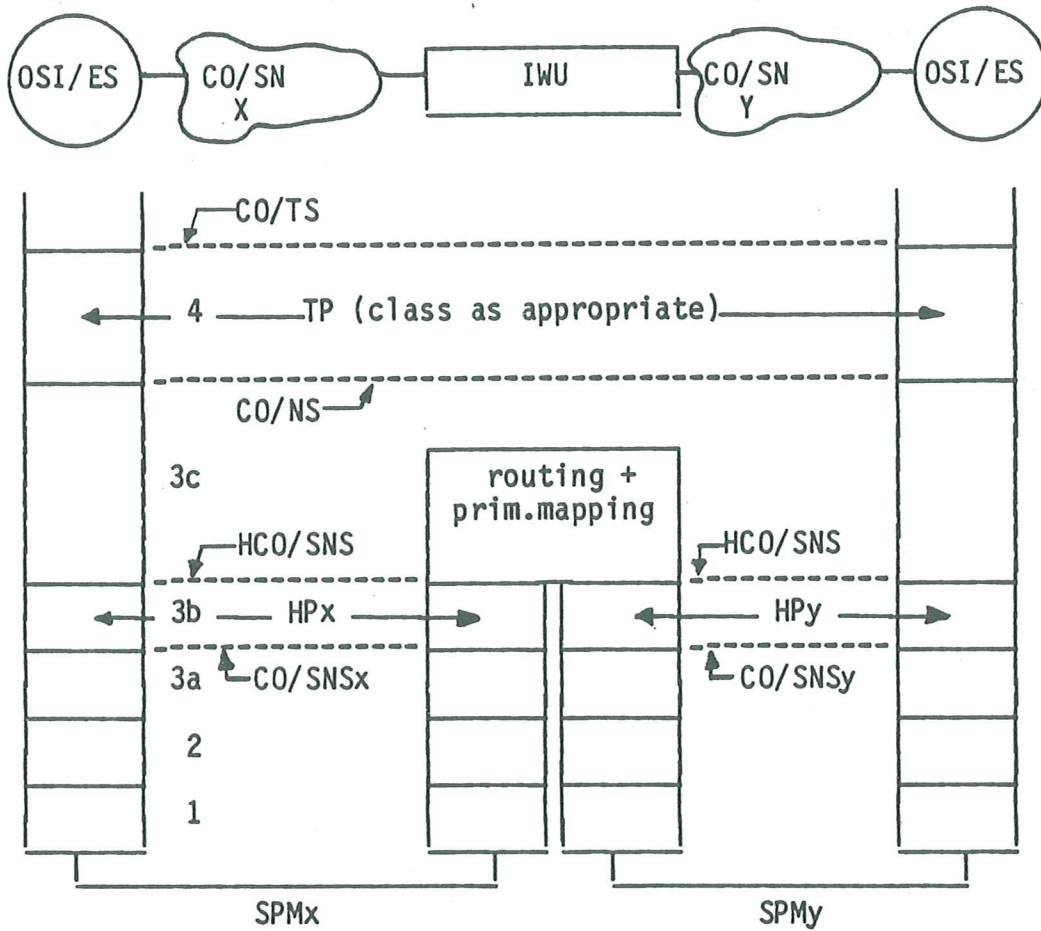 OSI/ES
CO/SN
X
IWU
CO/SN
Y
OSI/ES
CO/TS
4
TP (class as appropriate)
CO/NS
3c
routing +
prim.mapping
HCO/SNS
HCO/SNS
3b
HPx
HPy
3a
CO/SNSx
CO/SNSy
2
1
SPMx
SPMy